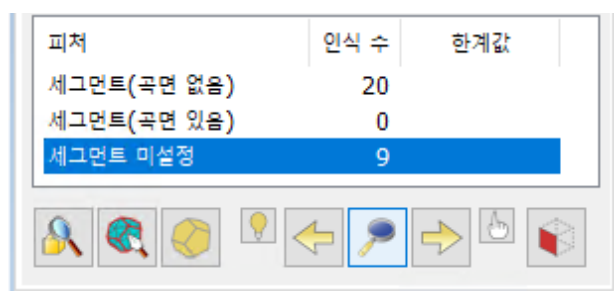 피처 인식 수 한계값
세그먼트(곡면 없음) 20
세그먼트(곡면 있음) 0
세그먼트 미설정 9